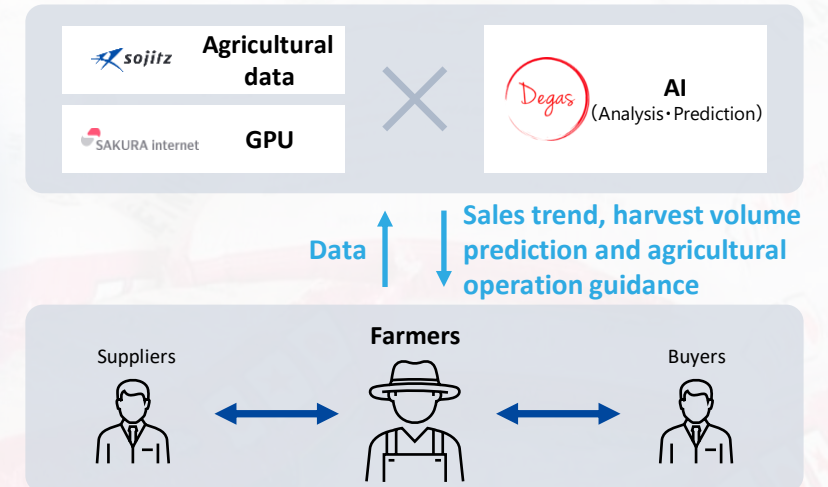 sojitz
Agricultural
data
SAKURA internet
GPU
Degas
AI
(Analysis・Prediction)
Data
Sales trend, harvest volume
prediction and agricultural
operation guidance
Farmers
Suppliers
Buyers